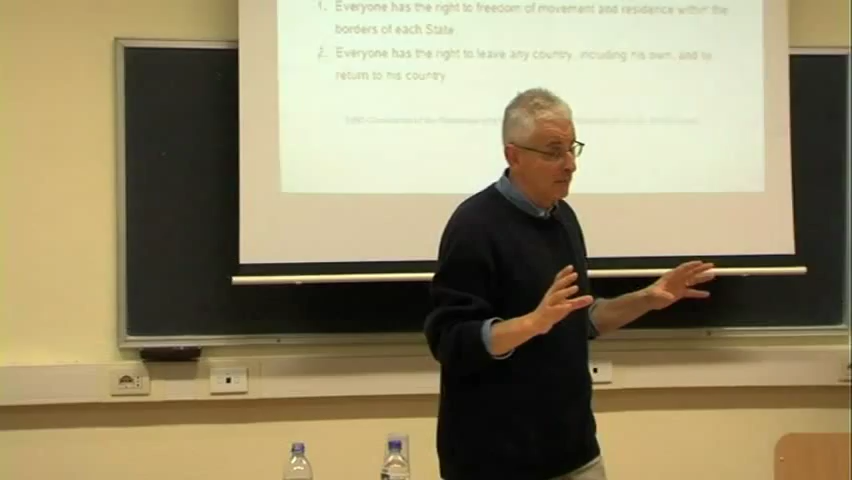 1. Everyone has the right to freedom of movement and residence within the
borders of each State
2. Everyone has the right to leave any country, including his own, and to
return to his country